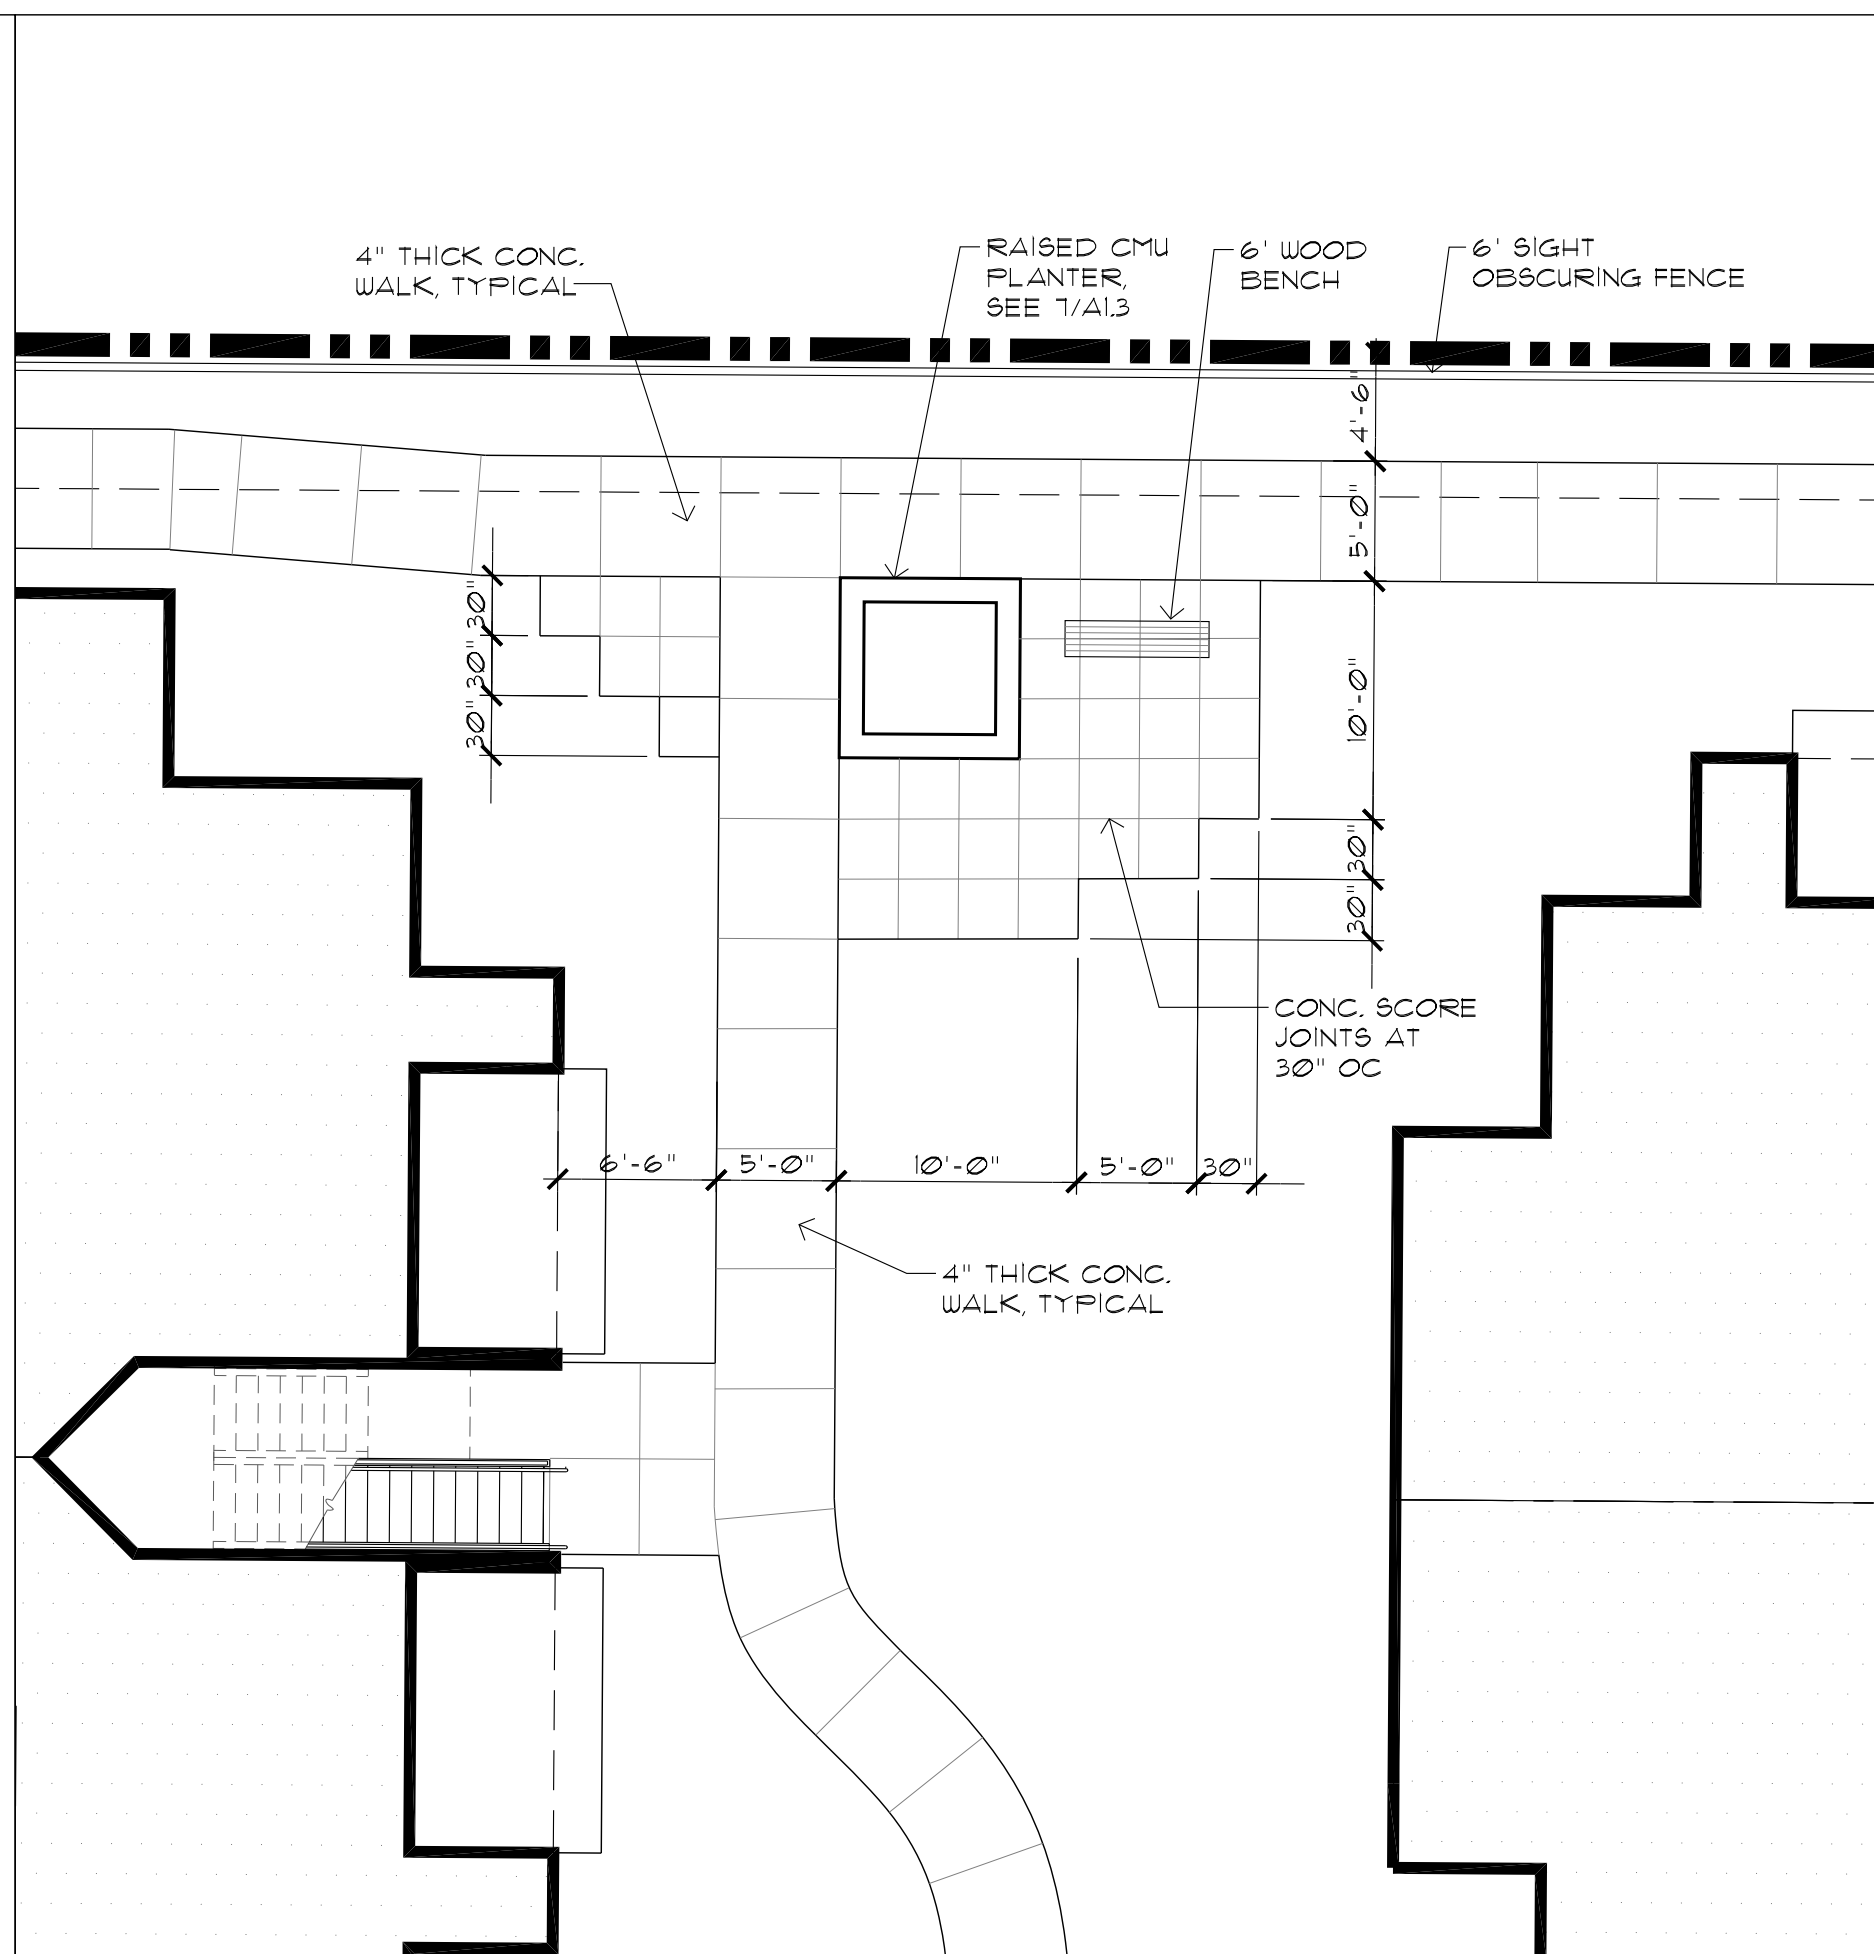 4" THICK CONC.
WALK, TYPICAL
RAISED CMU
PLANTER,
SEE 7/A1.3
6' WOOD
BENCH
6' SIGHT
OBSCURING FENCE
4'-6"
5'-0"
10'-0"
30"
30"
30"
30"
30"
CONC. SCORE
JOINTS AT
30" OC
6'-6"
5'-0"
10'-0"
5'-0"
30"
4" THICK CONC.
WALK, TYPICAL